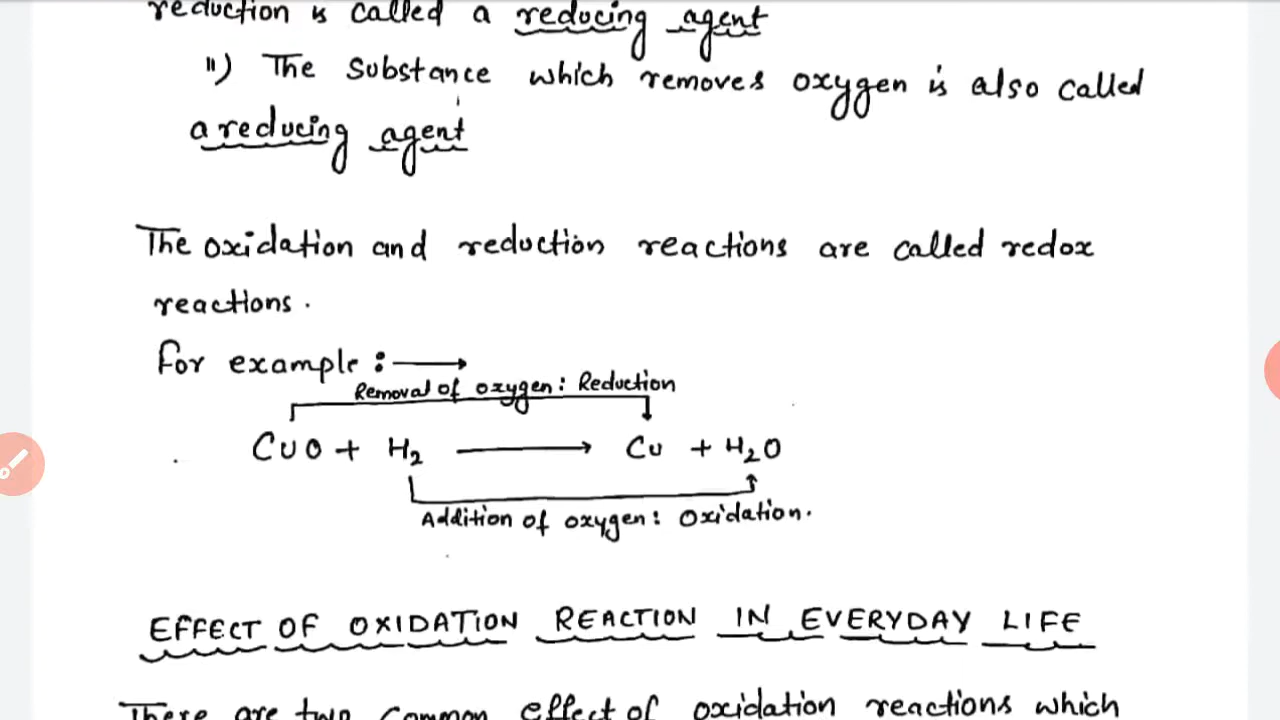 reduction is called a reducing agent
ii) The Substance which removes oxygen is also called
a reducing agent
The oxidation and reduction reactions are called redox
reactions.
For example :⟶
Removal of oxygen: Reduction
CuO + H₂ ⟶ Cu + H₂O
Addition of oxygen: Oxidation.
EFFECT OF OXIDATION REACTION IN EVERYDAY LIFE
There are two common effect of oxidation reactions which